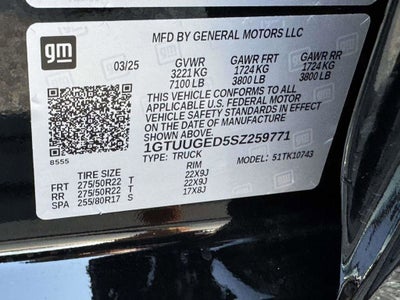 gm
MFD BY GENERAL MOTORS LLC
03/25 GVWR GAWR FRT GAWR RR
3221 KG 1724 KG 1724 KG
7100 LB 3800 LB 3800 LB
THIS VEHICLE CONFORMS TO ALL
APPLICABLE U.S. FEDERAL MOTOR
VEHICLE SAFETY STANDARDS IN
EFFECT ON THE DATE OF MANUFACTURE
SHOWN ABOVE.
1GTUUGED5SZ259771
8555 TYPE: TRUCK MODEL: 51TK10743
TIRE SIZE RIM
FRT 275/50R22 T 22X9J
RR 275/50R22 T 22X9J
SPA 255/80R17 S 17X8J